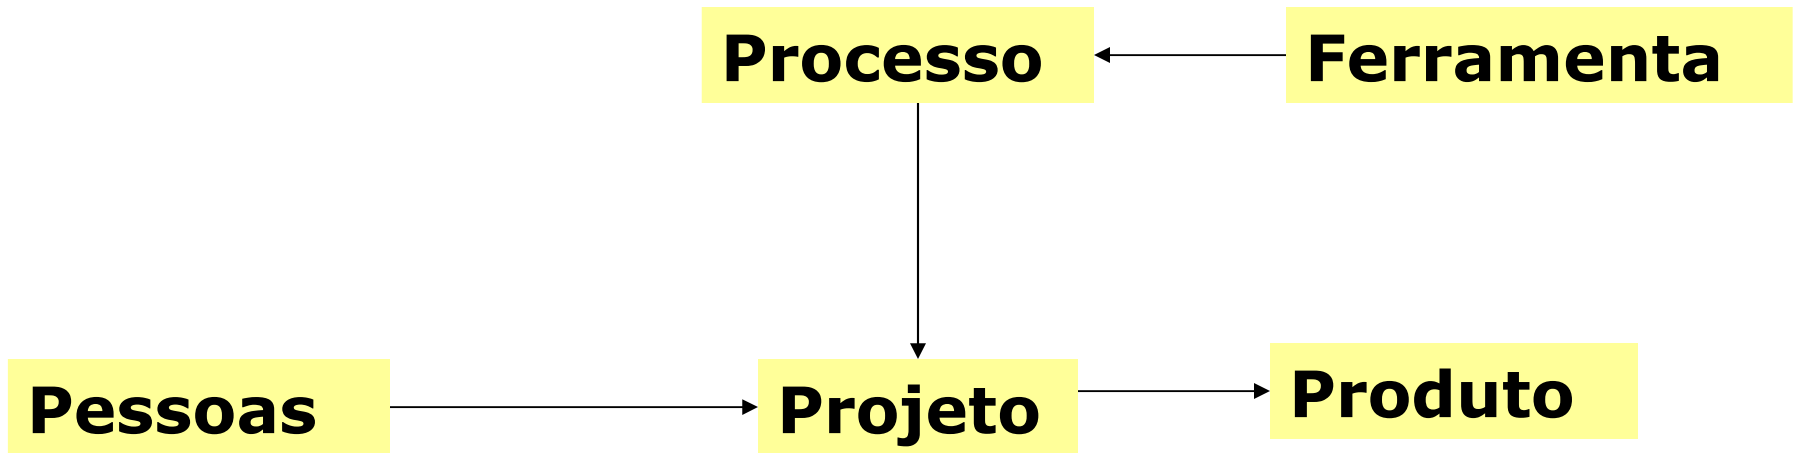 Processo
Ferramenta
Pessoas
Projeto
Produto